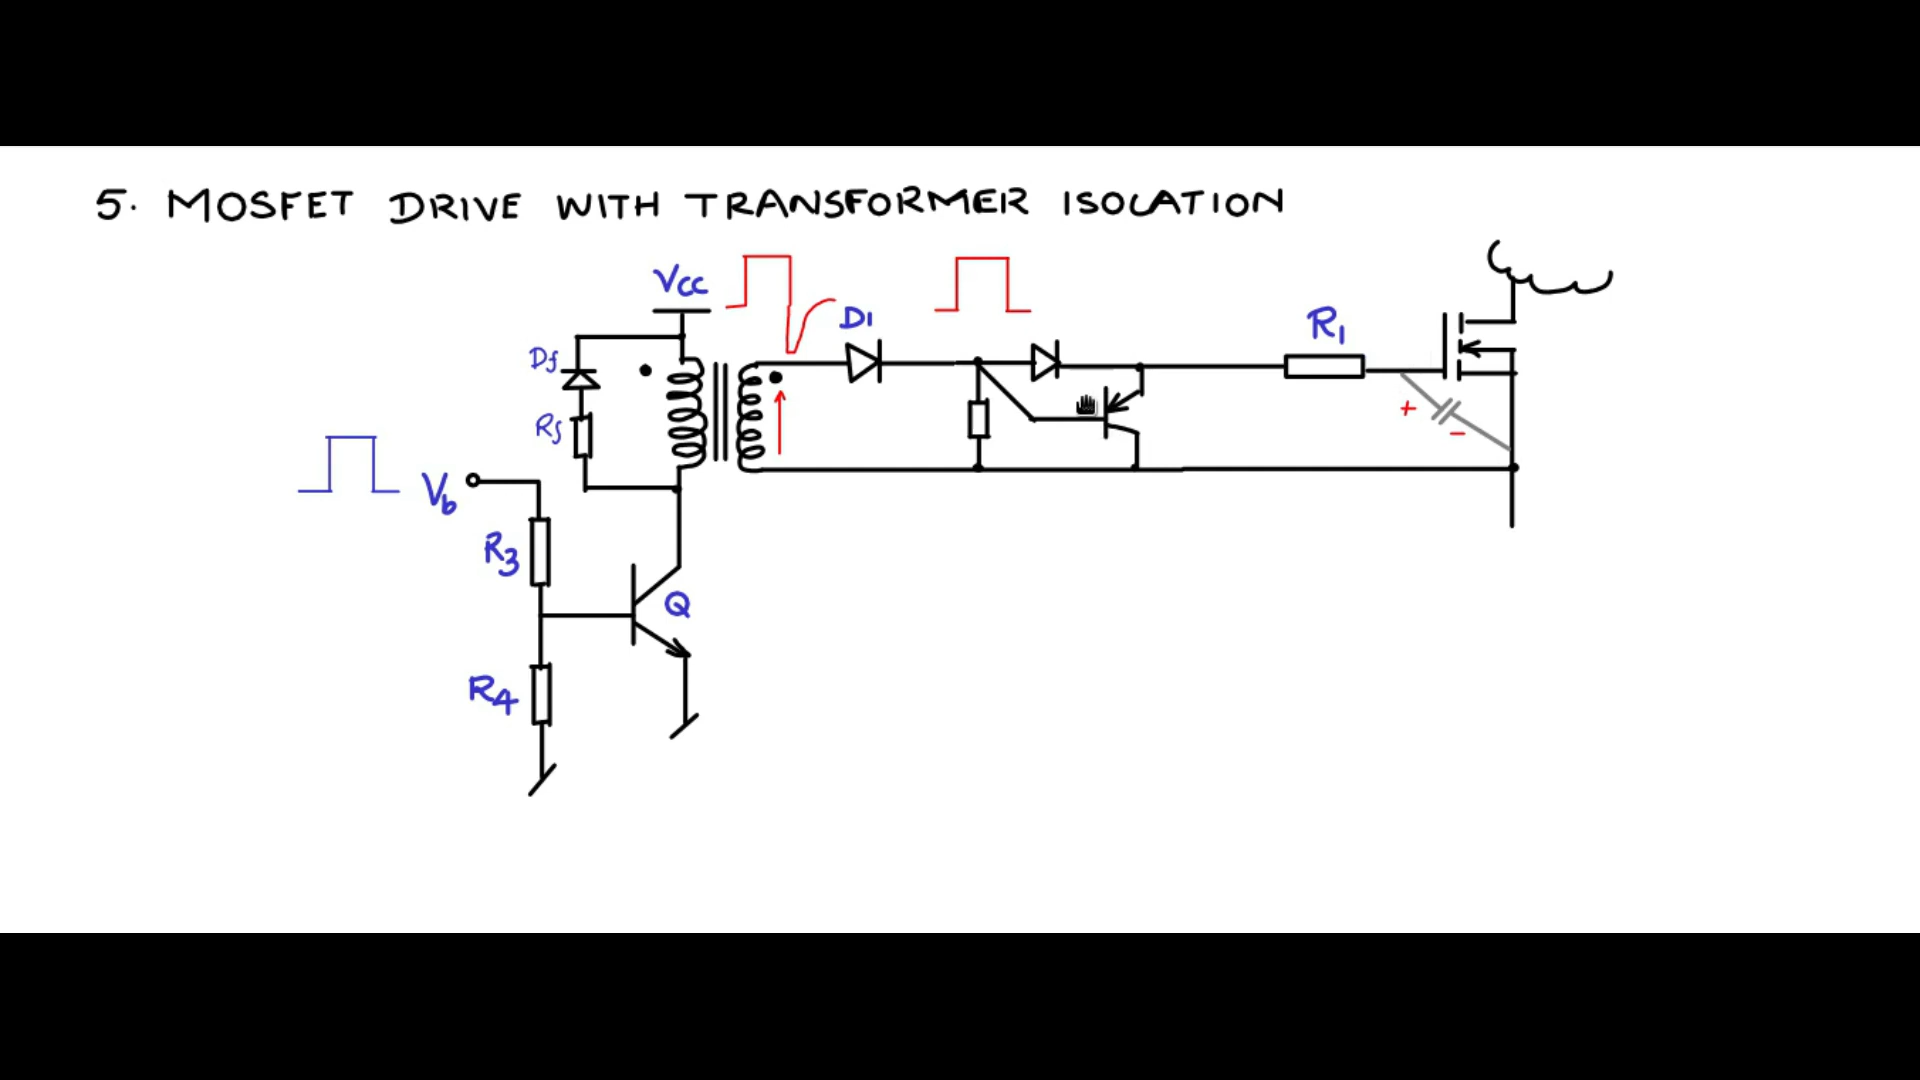 5. MOSFET DRIVE WITH TRANSFORMER ISOLATION
Vcc
D1
R1
Df
Rf
+
−
Vb
R3
Q
R4